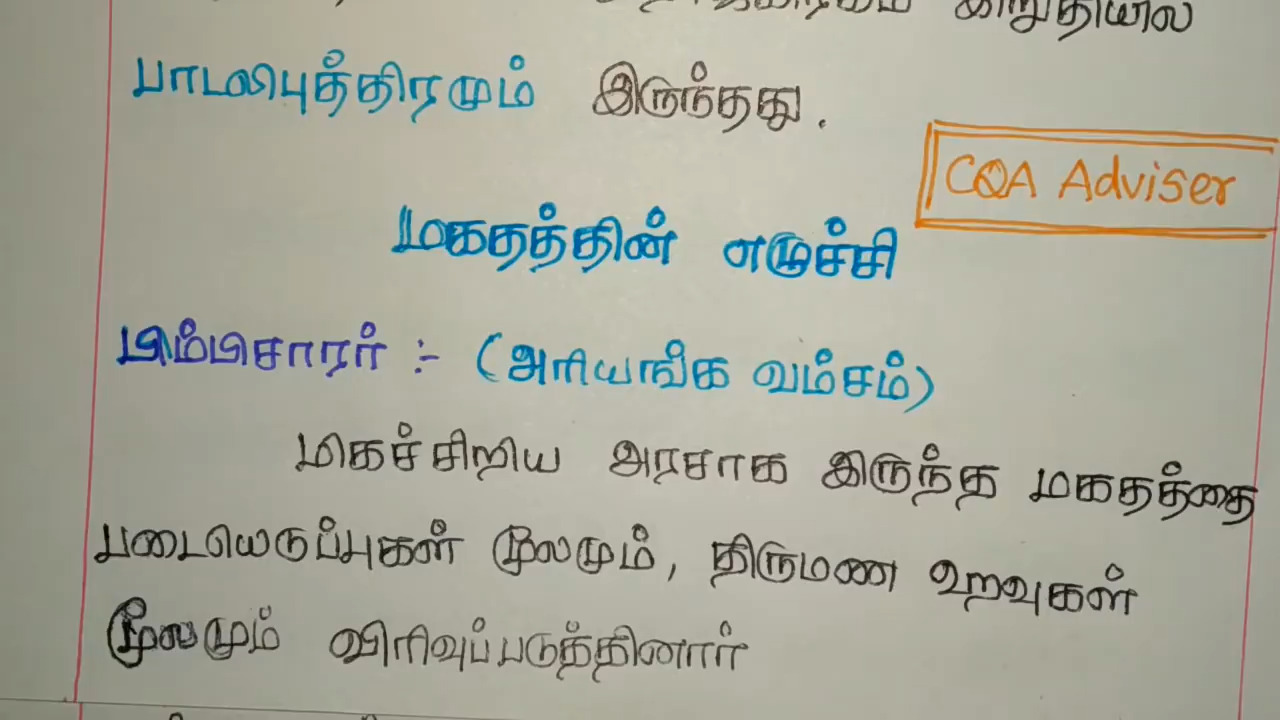 இறுதியில்
பாடலிபுத்திரமும் இருந்தது.
CQA Adviser
மகதத்தின் எழுச்சி
பிம்பிசாரர் :- (அரியங்க வம்சம்)
மிகச்சிறிய அரசாக இருந்த மகதத்தை
படையெடுப்புகள் மூலமும், திருமண உறவுகள்
மூலமும் விரிவுப்படுத்தினார்